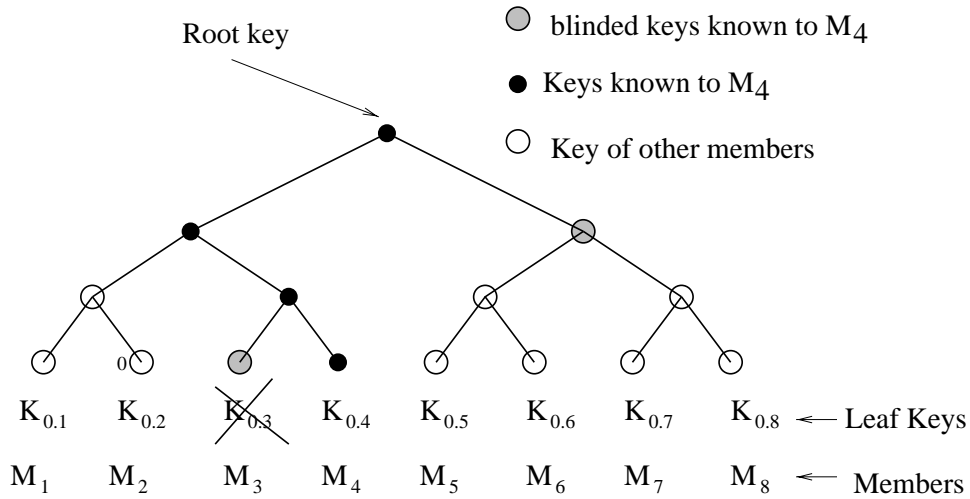 Root key
blinded keys known to M4
Keys known to M4
Key of other members
0
K0.1 K0.2 K0.3 K0.4 K0.5 K0.6 K0.7 K0.8 Leaf Keys
M1 M2 M3 M4 M5 M6 M7 M8 Members